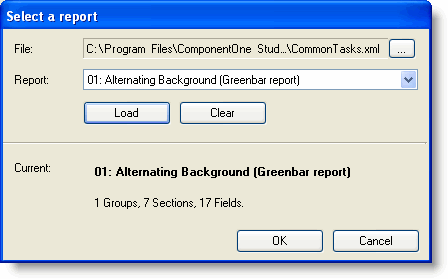 Select a report
File: C:\Program Files\ComponentOne Stud...\CommonTasks.xml ...
Report: 01: Alternating Background (Greenbar report)
Load Clear
Current: 01: Alternating Background (Greenbar report)
1 Groups, 7 Sections, 17 Fields.
OK Cancel